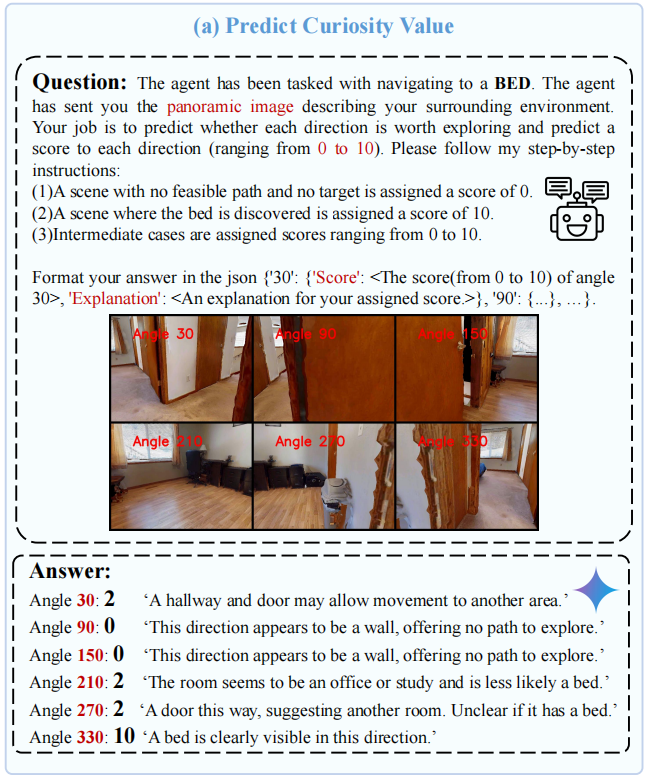 (a) Predict Curiosity Value
Question: The agent has been tasked with navigating to a BED. The agent
has sent you the panoramic image describing your surrounding environment.
Your job is to predict whether each direction is worth exploring and predict a
score to each direction (ranging from 0 to 10). Please follow my step-by-step
instructions:
(1)A scene with no feasible path and no target is assigned a score of 0.
(2)A scene where the bed is discovered is assigned a score of 10.
(3)Intermediate cases are assigned scores ranging from 0 to 10.
Format your answer in the json {'30': {'Score': <The score(from 0 to 10) of angle
30>, 'Explanation': <An explanation for your assigned score.>}, '90': {...}, …}.
Angle 30 Angle 90 Angle 150
Angle 210 Angle 270 Angle 330
Answer:
Angle 30: 2 ‘A hallway and door may allow movement to another area.’
Angle 90: 0 ‘This direction appears to be a wall, offering no path to explore.’
Angle 150: 0 ‘This direction appears to be a wall, offering no path to explore.’
Angle 210: 2 ‘The room seems to be an office or study and is less likely a bed.’
Angle 270: 2 ‘A door this way, suggesting another room. Unclear if it has a bed.’
Angle 330: 10 ‘A bed is clearly visible in this direction.’